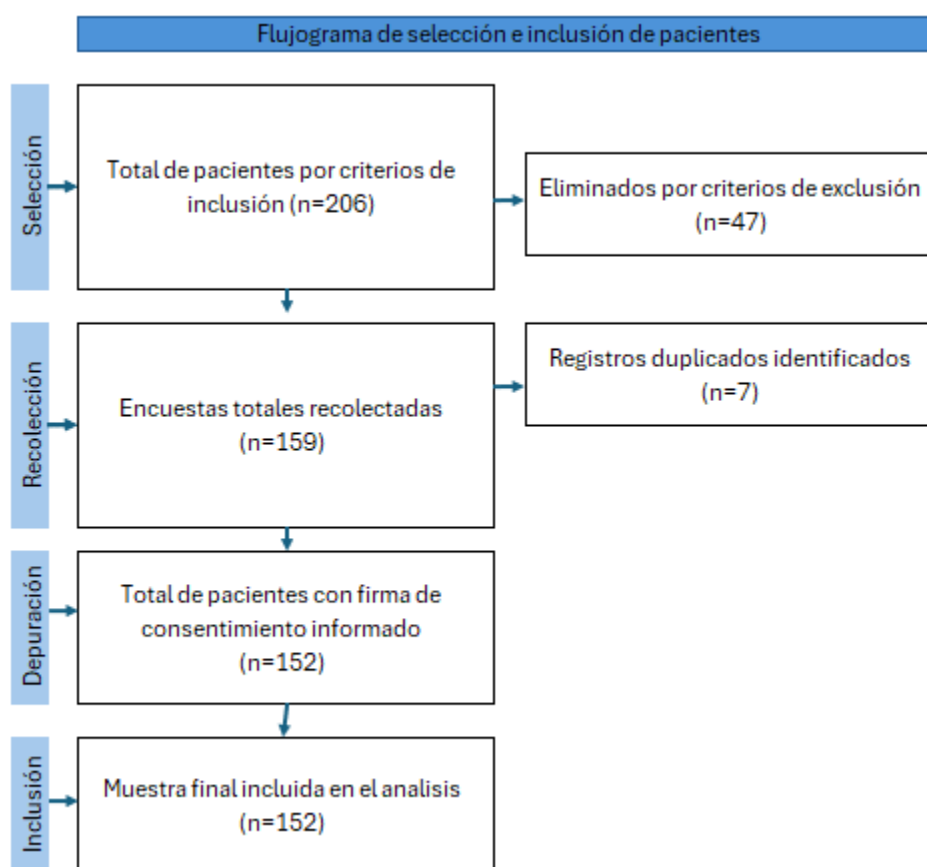 Flujograma de selección e inclusión de pacientes
Selección
Total de pacientes por criterios de
inclusión (n=206)
Eliminados por criterios de exclusión
(n=47)
Recolección
Encuestas totales recolectadas
(n=159)
Registros duplicados identificados
(n=7)
Depuración
Total de pacientes con firma de
consentimiento informado
(n=152)
Inclusión
Muestra final incluida en el analisis
(n=152)